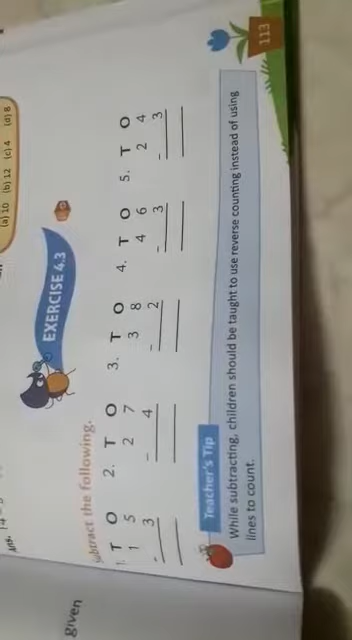 (a) 10 (b) 12 (c) 4 (d) 8
EXERCISE 4.3
Subtract the following.
1. T O 2. T O 3. T O 4. T O 5. T O
1 5 2 7 3 8 4 6 2 4
- 3 - 4 - 2 - 3 - 3
Teacher's Tip
While subtracting, children should be taught to use reverse counting instead of using
lines to count.
113
given